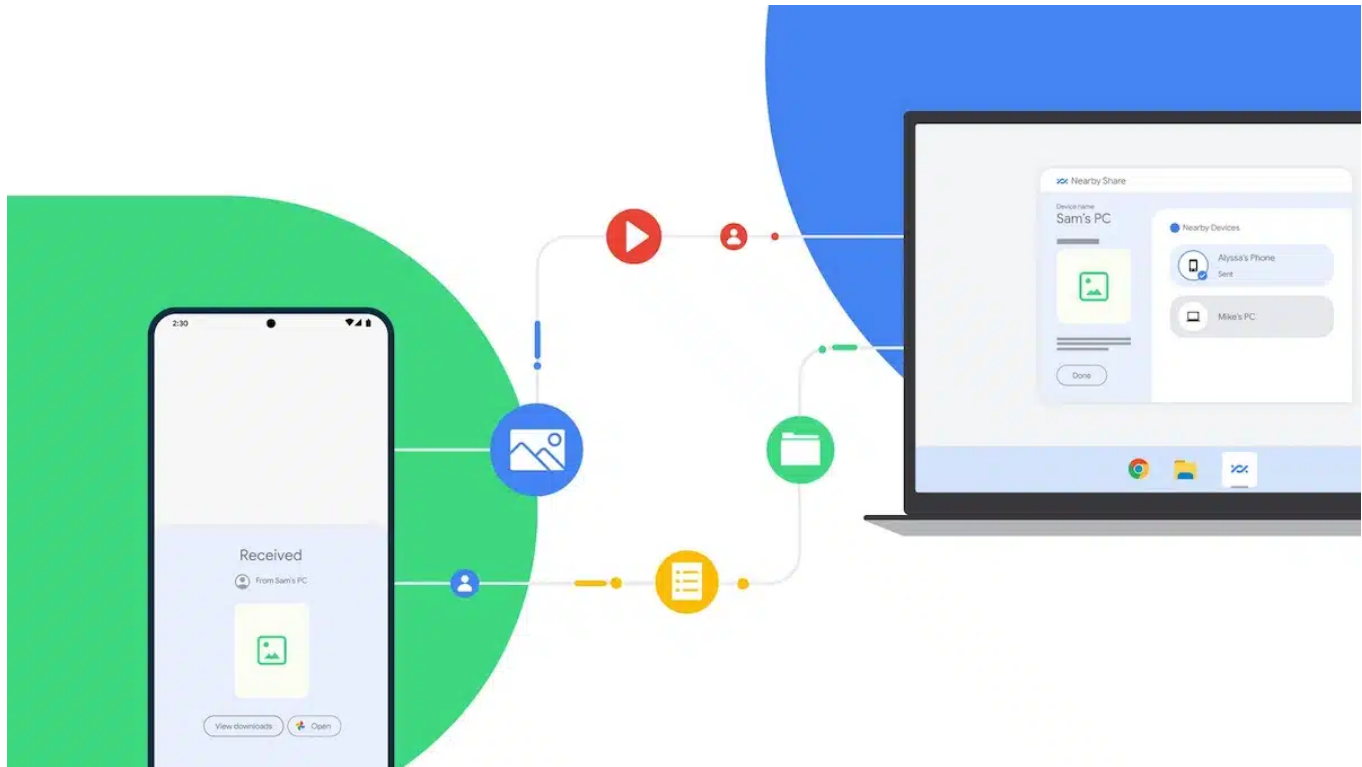 2:30
Received
From Sam's PC
View downloads
Open
Nearby Share
Device name
Sam's PC
Done
Nearby Devices
Alyssa's Phone
Sent
Mike's PC